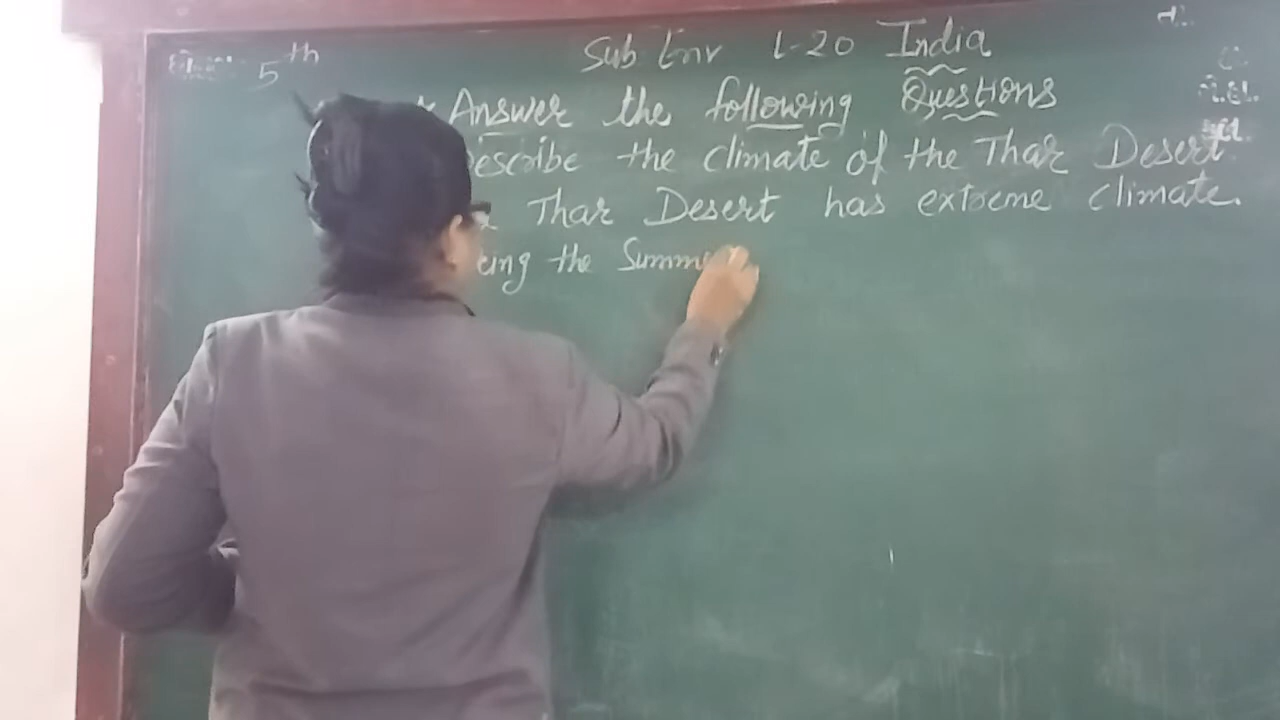 5th Sub Env L-20 India
Answer the following Questions
escribe the climate of the Thar Desert
Thar Desert has extreme climate.
the Summe